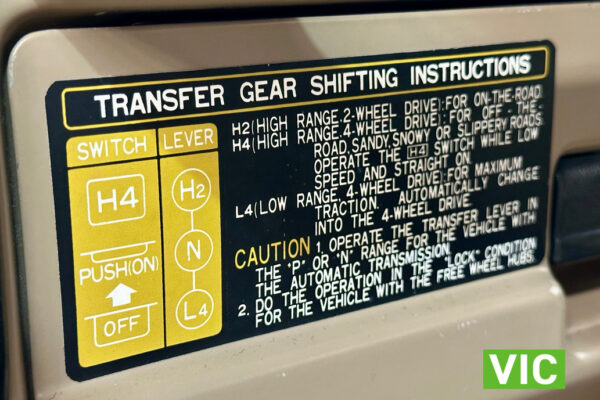 TRANSFER GEAR SHIFTING INSTRUCTIONS
SWITCH LEVER
H4
PUSH(ON)
OFF
H2
N
L4
H2(HIGH RANGE 2-WHEEL DRIVE):FOR ON-THE-ROAD
H4(HIGH RANGE 4-WHEEL DRIVE):FOR OFF-THE-
ROAD, SANDY, SNOWY OR SLIPPERY ROADS
OPERATE THE H4 SWITCH WHILE LOW
SPEED AND STRAIGHT ON
L4(LOW RANGE 4-WHEEL DRIVE):FOR MAXIMUM
TRACTION. AUTOMATICALLY CHANGE
INTO THE 4-WHEEL DRIVE
CAUTION 1. OPERATE THE TRANSFER LEVER IN
THE "P" OR "N" RANGE FOR THE VEHICLE WITH
THE AUTOMATIC TRANSMISSION
2. DO THE OPERATION IN THE "LOCK" CONDITION
FOR THE VEHICLE WITH THE FREE WHEEL HUBS.
VIC